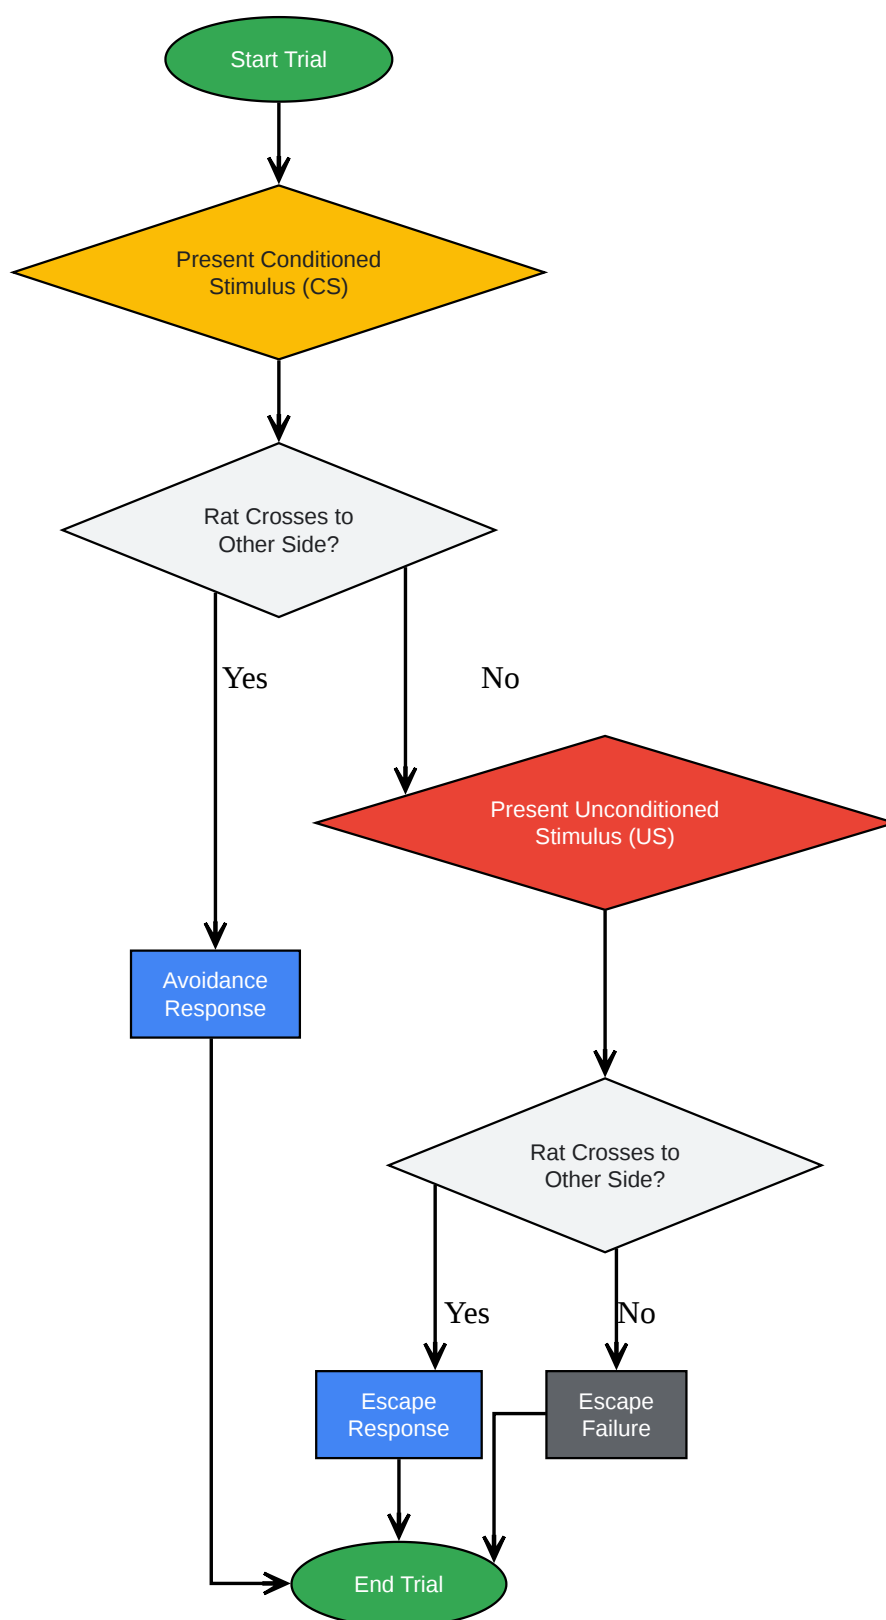 Start Trial
Present Conditioned
Stimulus (CS)
Rat Crosses to
Other Side?
Yes
No
Present Unconditioned
Stimulus (US)
Avoidance
Response
Rat Crosses to
Other Side?
Yes
No
Escape
Response
Escape
Failure
End Trial